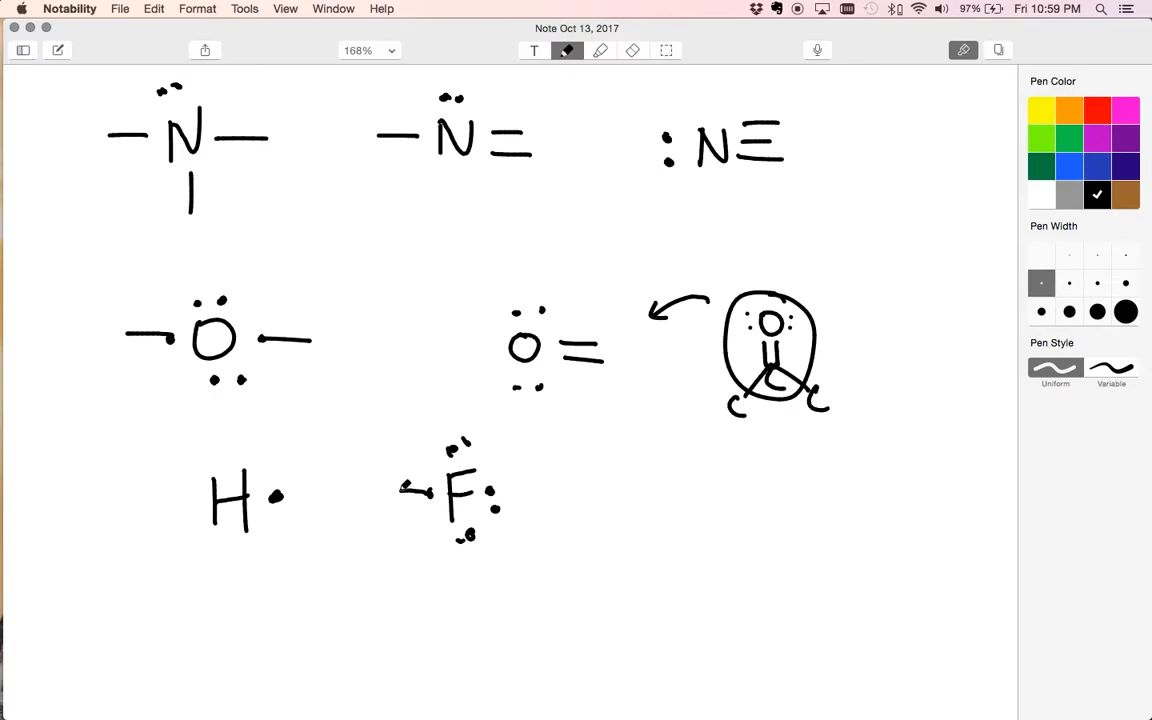 Notability File Edit Format Tools View Window Help 97% Fri 10:59 PM
Note Oct 13, 2017
T
168%
Pen Color
Pen Width
Pen Style
Uniform Variable
N N N
O O O
C
C C
H F